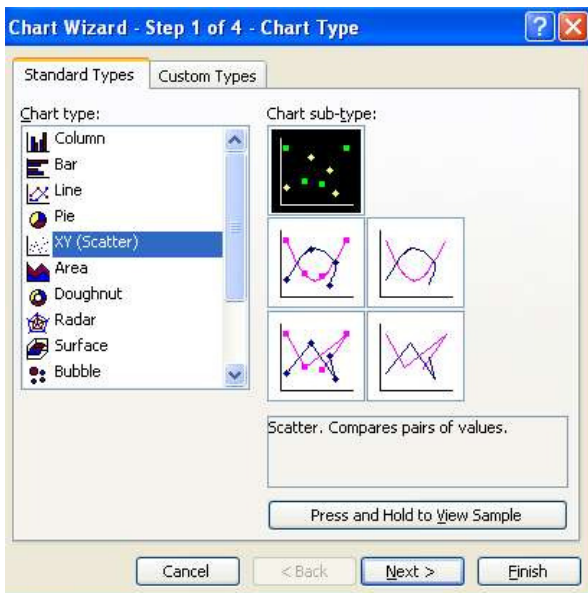 Chart Wizard - Step 1 of 4 - Chart Type
Standard Types Custom Types
Chart type:
Column
Bar
Line
Pie
XY (Scatter)
Area
Doughnut
Radar
Surface
Bubble
Chart sub-type:
Scatter. Compares pairs of values.
Press and Hold to View Sample
Cancel < Back Next > Finish